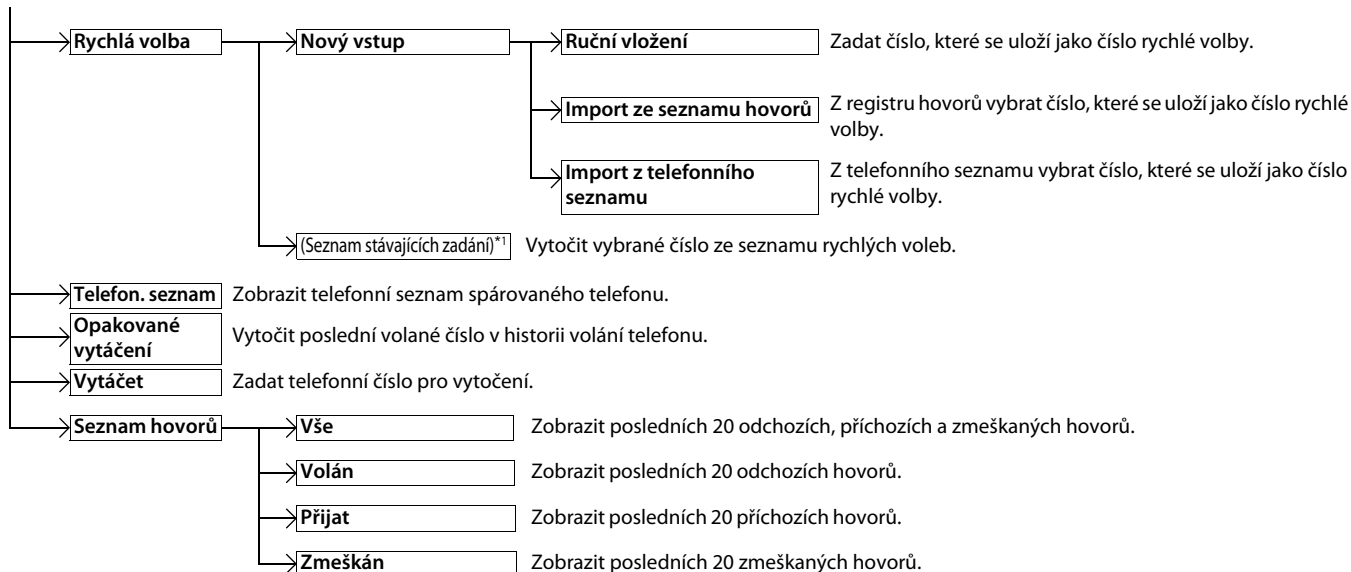 Rychlá volba
Nový vstup
Ruční vložení
Zadat číslo, které se uloží jako číslo rychlé volby.
Import ze seznamu hovorů
Z registru hovorů vybrat číslo, které se uloží jako číslo rychlé
volby.
Import z telefonního
seznamu
Z telefonního seznamu vybrat číslo, které se uloží jako číslo
rychlé volby.
(Seznam stávajících zadání)*1
Vytočit vybrané číslo ze seznamu rychlých voleb.
Telefon. seznam
Zobrazit telefonní seznam spárovaného telefonu.
Opakované
vytáčení
Vytočit poslední volané číslo v historii volání telefonu.
Vytáčet
Zadat telefonní číslo pro vytočení.
Seznam hovorů
Vše
Zobrazit posledních 20 odchozích, příchozích a zmeškaných hovorů.
Volán
Zobrazit posledních 20 odchozích hovorů.
Přijat
Zobrazit posledních 20 příchozích hovorů.
Zmeškán
Zobrazit posledních 20 zmeškaných hovorů.